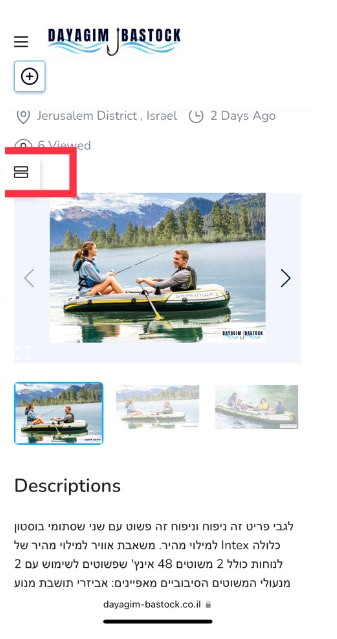 DAYAGIM BASTOCK
Jerusalem District , Israel 2 Days Ago
6 Viewed
DAYAGIM BASTOCK
Descriptions
לגבי פריט זה ניפוח וניפוח זה פשוט עם שני שסתומי בוסטון
כלולה Intex למילוי מהיר. משאבת אוויר למילוי מהיר של
לנוחות כולל 2 משוטים 48 אינץ' שפשוטים לשימוש עם 2
מנעולי המשוטים הסיבוביים מאפיינים: אביזרי תושבת מנוע
dayagim-bastock.co.il